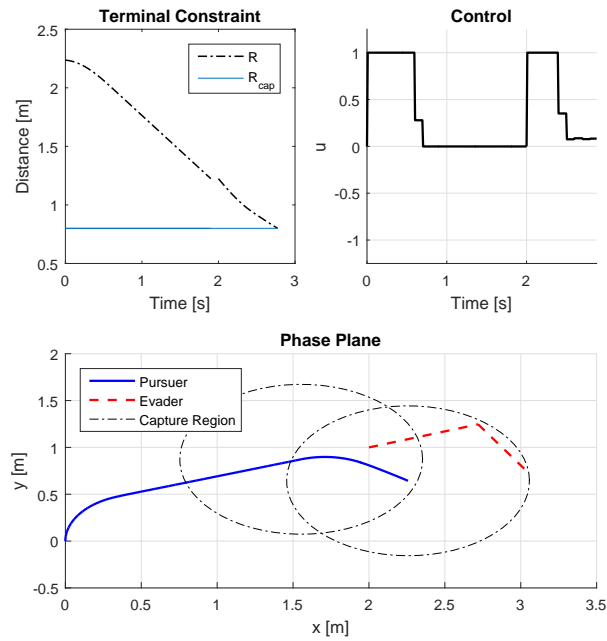 Terminal Constraint
2.5
2
1.5
1
0.5
0 1 2 3
Distance [m]
Time [s]
R
R_cap
Control
1
0.5
0
-0.5
-1
0 1 2
u
Time [s]
Phase Plane
2
1.5
1
0.5
0
-0.5
0 0.5 1 1.5 2 2.5 3 3.5
y [m]
x [m]
Pursuer
Evader
Capture Region